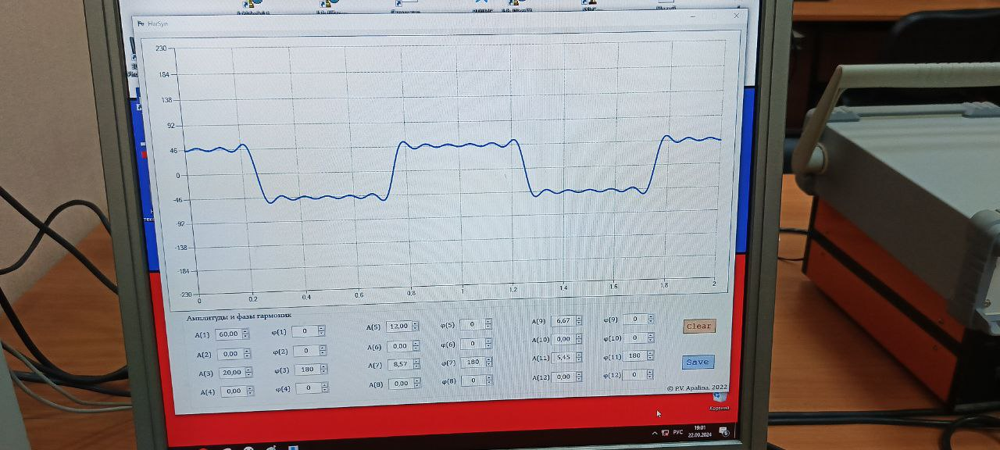 HarSyn
230
184
138
92
46
0
-46
-92
-138
-184
-230
0 0.2 0.4 0.6 0.8 1 1.2 1.4 1.6 1.8 2
Амплитуды и фазы гармоник
A(1) 60,00 φ(1) 0 A(5) 12,00 φ(5) 0 A(9) 6,67 φ(9) 0 Clear
A(2) 0,00 φ(2) 0 A(6) 0,00 φ(6) 0 A(10) 0,00 φ(10) 0
A(3) 20,00 φ(3) 180 A(7) 8,57 φ(7) 180 A(11) 5,45 φ(11) 180 Save
A(4) 0,00 φ(4) 0 A(8) 0,00 φ(8) 0 A(12) 0,00 φ(12) 0
© P.V. Apalina, 2022
Корзина
РУС
19:01
22.09.2024